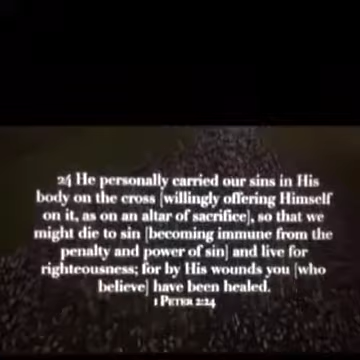 24 He personally carried our sins in His
body on the cross [willingly offering Himself
on it, as on an altar of sacrifice], so that we
might die to sin [becoming immune from the
penalty and power of sin] and live for
righteousness; for by His wounds you [who
believe] have been healed.
1 PETER 2:24